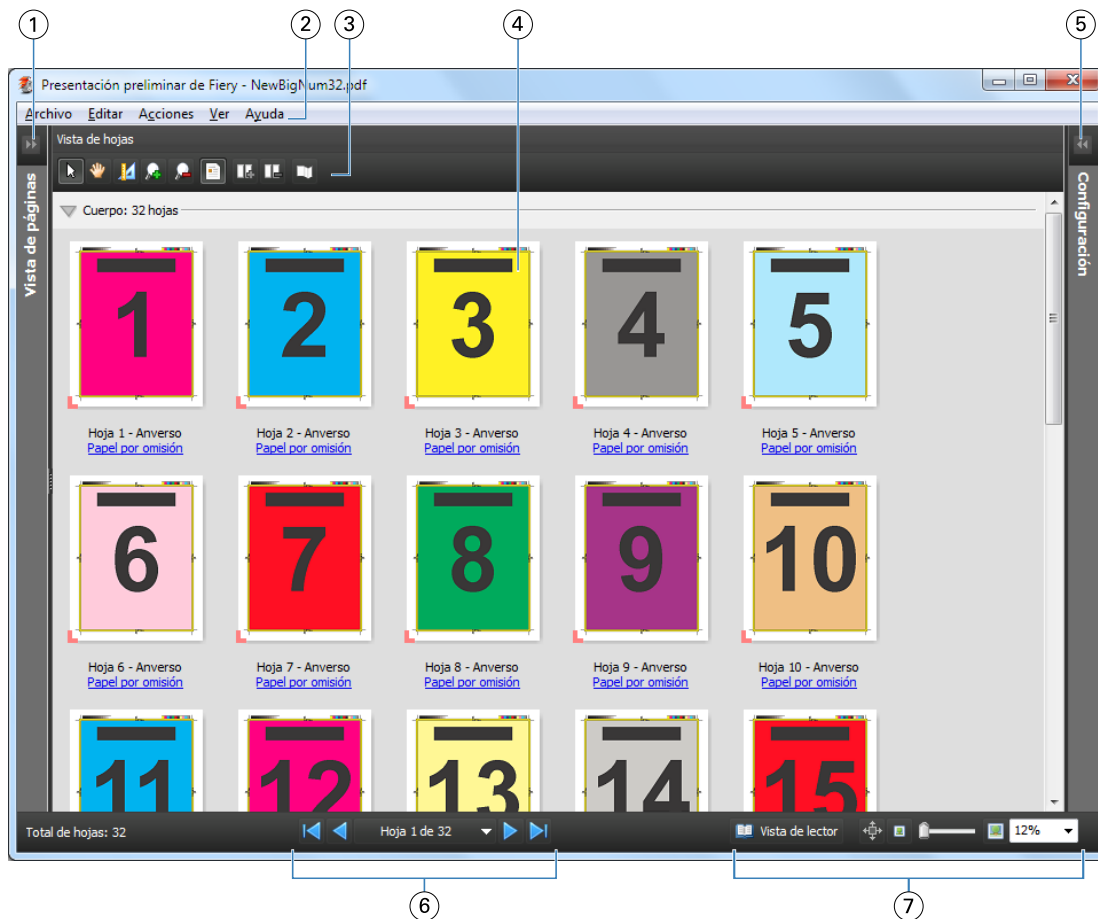 1 2 3 4 5
Presentación preliminar de Fiery - NewBigNum32.pdf
Archivo Editar Acciones Ver Ayuda
Vista de hojas
Vista de páginas
Configuración
Cuerpo: 32 hojas
1 2 3 4 5
Hoja 1 - Anverso Hoja 2 - Anverso Hoja 3 - Anverso Hoja 4 - Anverso Hoja 5 - Anverso
Papel por omisión Papel por omisión Papel por omisión Papel por omisión Papel por omisión
6 7 8 9 10
Hoja 6 - Anverso Hoja 7 - Anverso Hoja 8 - Anverso Hoja 9 - Anverso Hoja 10 - Anverso
Papel por omisión Papel por omisión Papel por omisión Papel por omisión Papel por omisión
11 12 13 14 15
Total de hojas: 32 Hoja 1 de 32 Vista de lector 12%
6 7